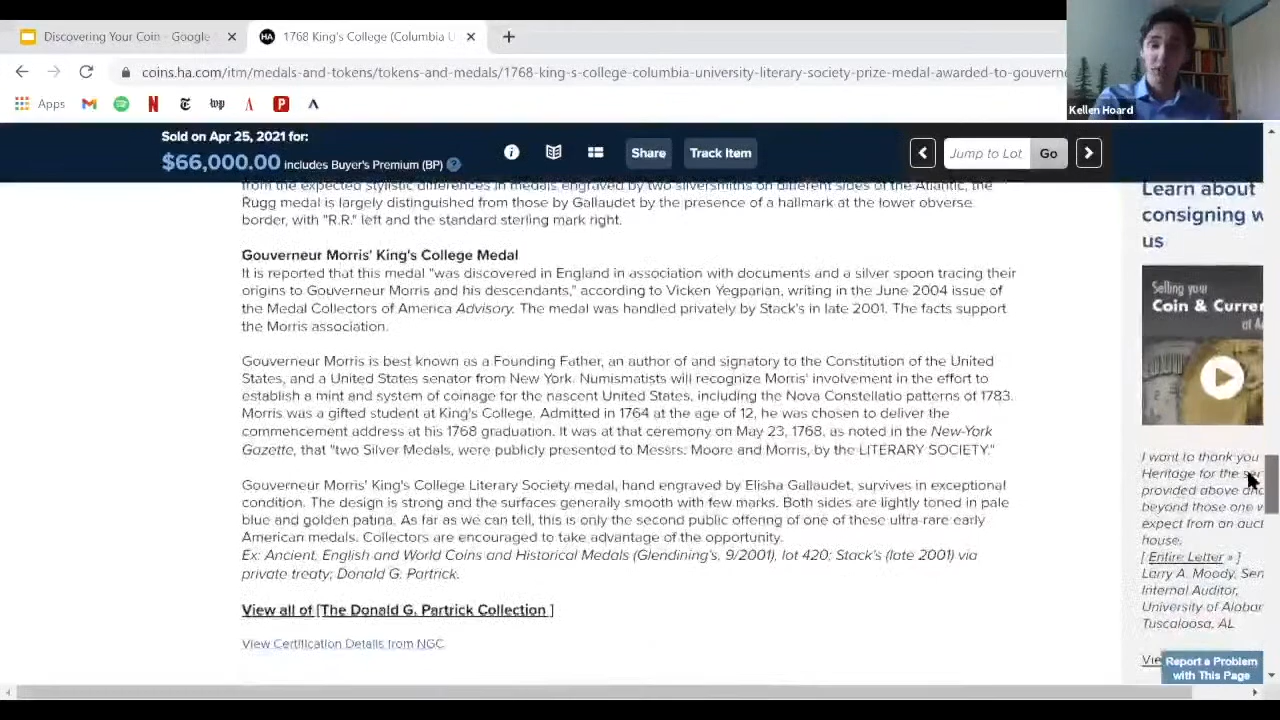 Discovering Your Coin - Google
1768 King's College (Columbia U
coins.ha.com/itm/medals-and-tokens/tokens-and-medals/1768-king-s-college-columbia-university-literary-society-prize-medal-awarded-to-gouverne
Apps
Kellen Hoard
Sold on Apr 25, 2021 for:
$66,000.00 includes Buyer's Premium (BP) ?
Share
Track Item
Jump to Lot
Go
from the expected stylistic differences in medals engraved by two silversmiths on different sides of the Atlantic, the
Rugg medal is largely distinguished from those by Gallaudet by the presence of a hallmark at the lower obverse
border, with "R.R." left and the standard sterling mark right.
Gouverneur Morris' King's College Medal
It is reported that this medal "was discovered in England in association with documents and a silver spoon tracing their
origins to Gouverneur Morris and his descendants," according to Vicken Yegparian, writing in the June 2004 issue of
the Medal Collectors of America Advisory. The medal was handled privately by Stack's in late 2001. The facts support
the Morris association.
Gouverneur Morris is best known as a Founding Father, an author of and signatory to the Constitution of the United
States, and a United States senator from New York. Numismatists will recognize Morris' involvement in the effort to
establish a mint and system of coinage for the nascent United States, including the Nova Constellatio patterns of 1783.
Morris was a gifted student at King's College. Admitted in 1764 at the age of 12, he was chosen to deliver the
commencement address at his 1768 graduation. It was at that ceremony on May 23, 1768, as noted in the New-York
Gazette, that "two Silver Medals, were publicly presented to Messrs. Moore and Morris, by the LITERARY SOCIETY."
Gouverneur Morris' King's College Literary Society medal, hand engraved by Elisha Gallaudet, survives in exceptional
condition. The design is strong and the surfaces generally smooth with few marks. Both sides are lightly toned in pale
blue and golden patina. As far as we can tell, this is only the second public offering of one of these ultra-rare early
American medals. Collectors are encouraged to take advantage of the opportunity.
Ex: Ancient, English and World Coins and Historical Medals (Glendining's, 9/2001), lot 420; Stack's (late 2001) via
private treaty; Donald G. Partrick.
View all of [The Donald G. Partrick Collection ]
View Certification Details from NGC
Learn about
consigning w
us
Selling your
Coin & Currer
at A
I want to thank you
Heritage for the ser
provided above and
beyond those one w
expect from an auct
house.
[ Entire Letter » ]
Larry A. Moody, Sen
Internal Auditor,
University of Alabar
Tuscaloosa, AL
Vie
Report a Problem
with This Page